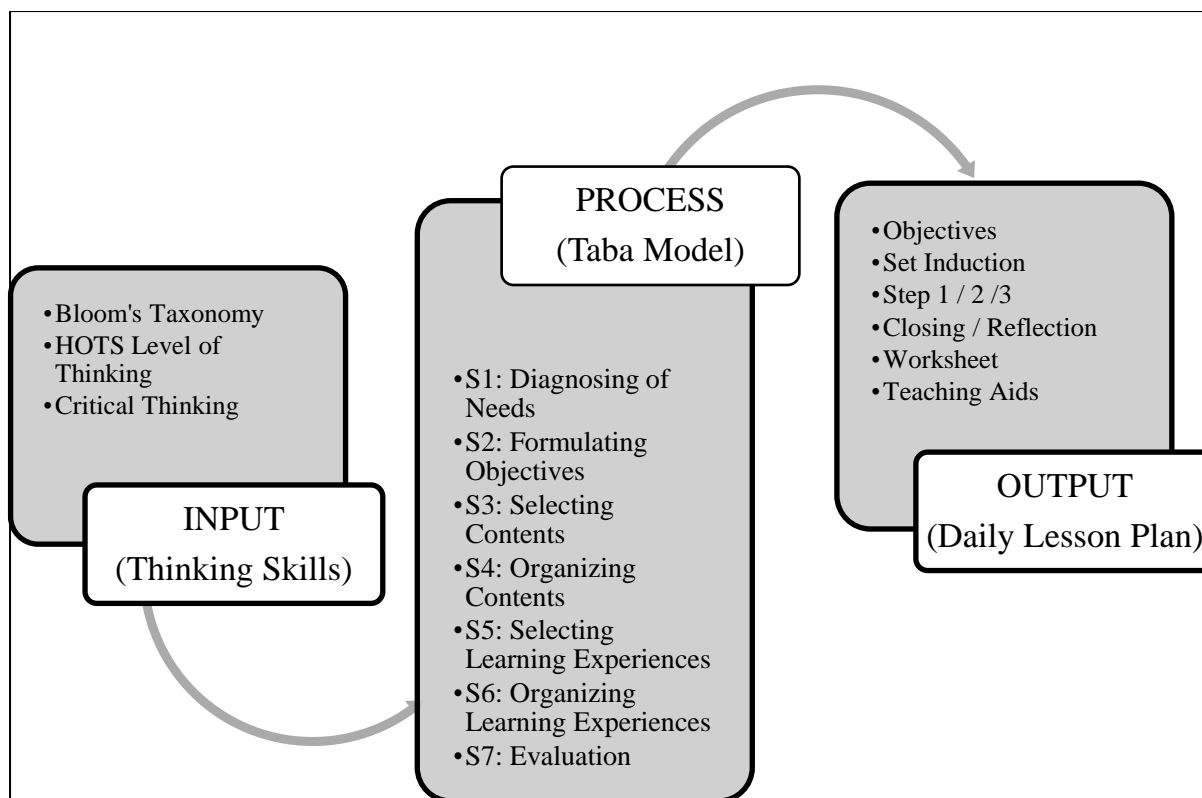 •Bloom's Taxonomy
•HOTS Level of
Thinking
•Critical Thinking
INPUT
(Thinking Skills)
PROCESS
(Taba Model)
•S1: Diagnosing of
Needs
•S2: Formulating
Objectives
•S3: Selecting
Contents
•S4: Organizing
Contents
•S5: Selecting
Learning Experiences
•S6: Organizing
Learning Experiences
•S7: Evaluation
•Objectives
•Set Induction
•Step 1 / 2 /3
•Closing / Reflection
•Worksheet
•Teaching Aids
OUTPUT
(Daily Lesson Plan)